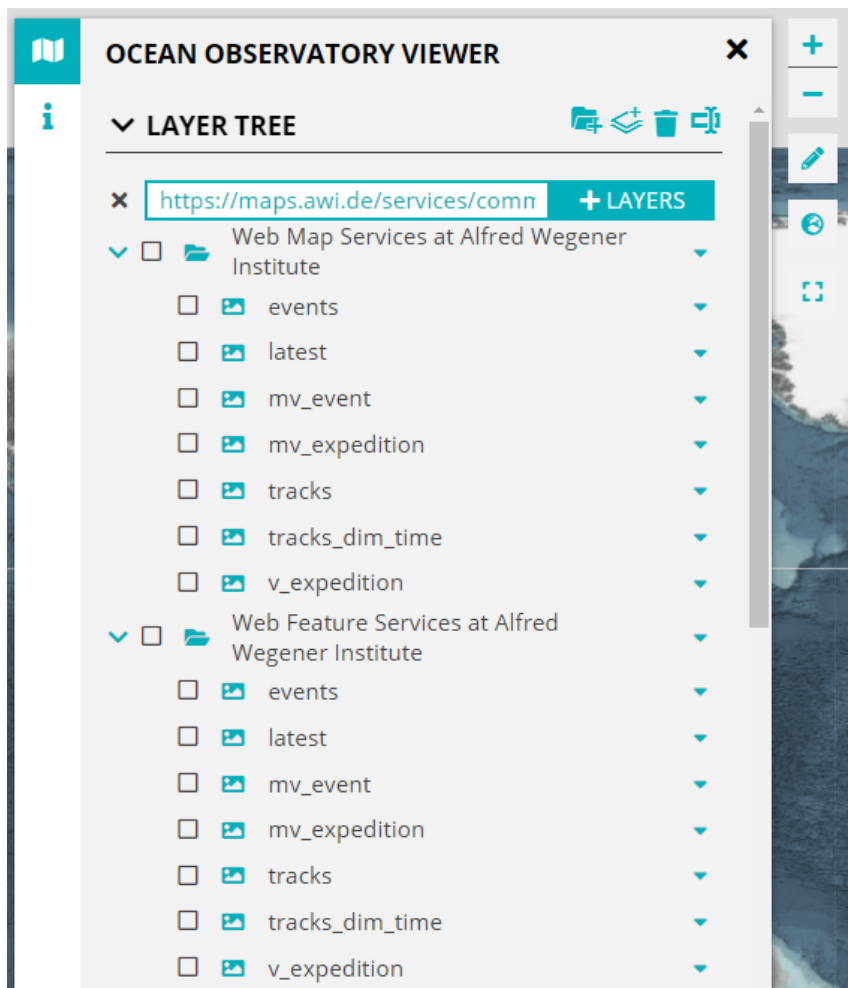 OCEAN OBSERVATORY VIEWER
LAYER TREE
https://maps.awi.de/services/comm
+ LAYERS
Web Map Services at Alfred Wegener
Institute
events
latest
mv_event
mv_expedition
tracks
tracks_dim_time
v_expedition
Web Feature Services at Alfred
Wegener Institute
events
latest
mv_event
mv_expedition
tracks
tracks_dim_time
v_expedition